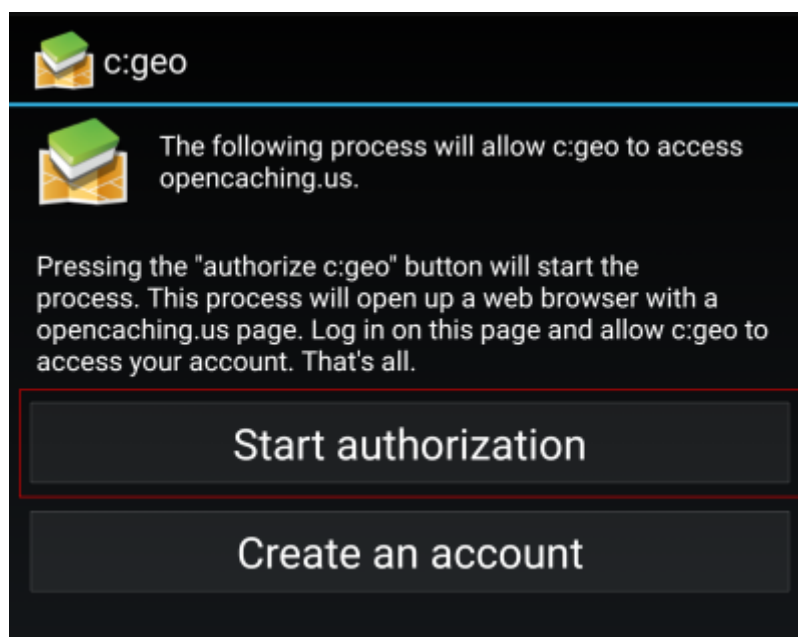 c:geo
The following process will allow c:geo to access
opencaching.us.
Pressing the "authorize c:geo" button will start the
process. This process will open up a web browser with a
opencaching.us page. Log in on this page and allow c:geo to
access your account. That's all.
Start authorization
Create an account